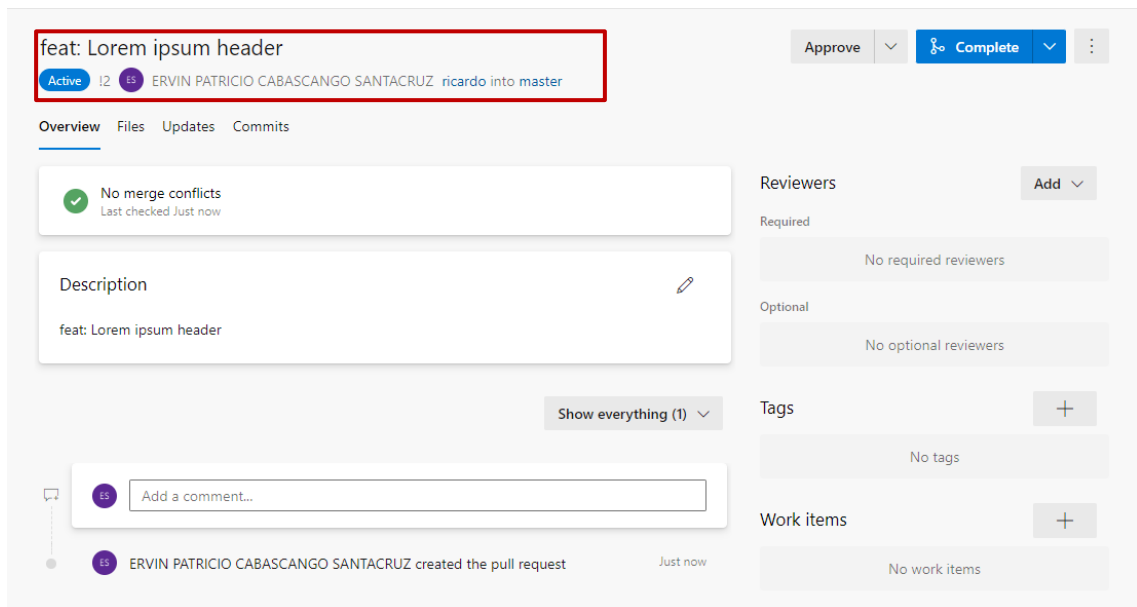 feat: Lorem ipsum header
Approve
Complete
Active !2 ES ERVIN PATRICIO CABASCANGO SANTACRUZ ricardo into master
Overview Files Updates Commits
No merge conflicts
Last checked Just now
Description
feat: Lorem ipsum header
Show everything (1)
ES Add a comment...
ES ERVIN PATRICIO CABASCANGO SANTACRUZ created the pull request Just now
Reviewers Add
Required
No required reviewers
Optional
No optional reviewers
Tags
No tags
Work items
No work items